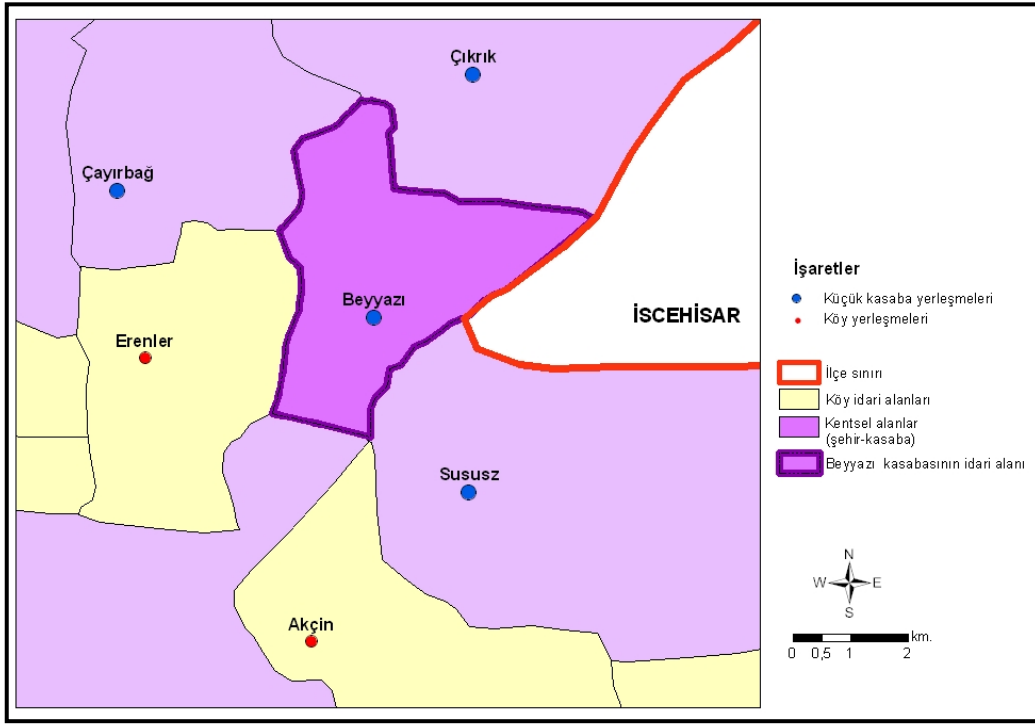 Çıkrık
Çayırbağ
Beyyazı
İSCEHİSAR
Erenler
Sususz
Akçin
İşaretler
Küçük kasaba yerleşmeleri
Köy yerleşmeleri
İlçe sınırı
Köy idari alanları
Kentsel alanlar
(şehir-kasaba)
Beyyazı kasabasının idari alanı
N
W E
S
km.
0 0,5 1 2